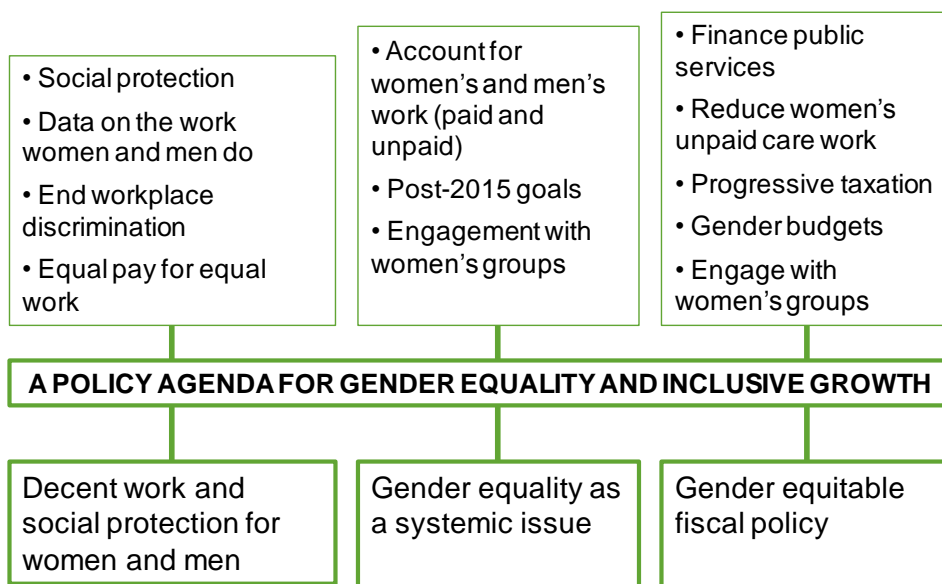 • Social protection
• Data on the work
women and men do
• End workplace
discrimination
• Equal pay for equal
work
• Account for
women's and men's
work (paid and
unpaid)
• Post-2015 goals
• Engagement with
women's groups
• Finance public
services
• Reduce women's
unpaid care work
• Progressive taxation
• Gender budgets
• Engage with
women's groups
A POLICY AGENDA FOR GENDER EQUALITY AND INCLUSIVE GROWTH
Decent work and
social protection for
women and men
Gender equality as
a systemic issue
Gender equitable
fiscal policy